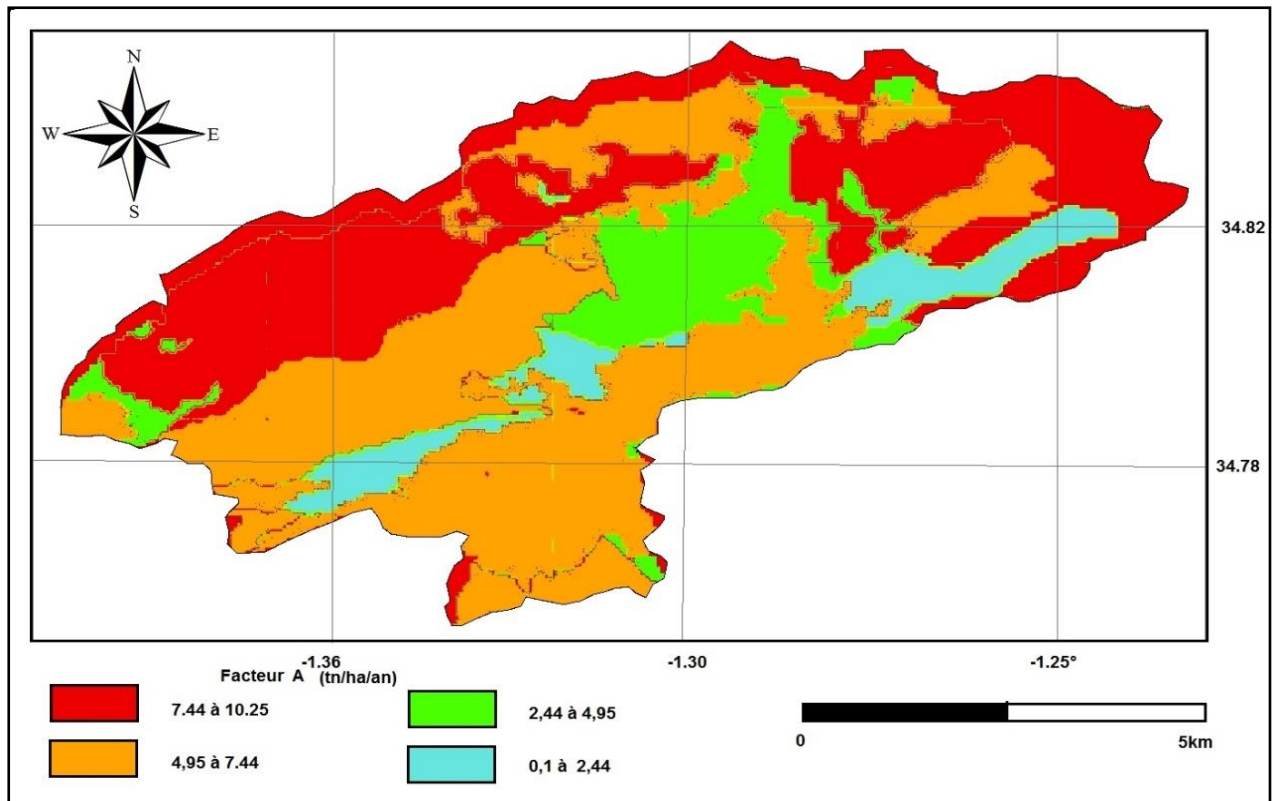 N
W
E
S
34.82
34.78
-1.36
-1.30
-1.25°
Facteur A (tn/ha/an)
7.44 à 10.25
2,44 à 4,95
4,95 à 7.44
0,1 à 2,44
0
5km